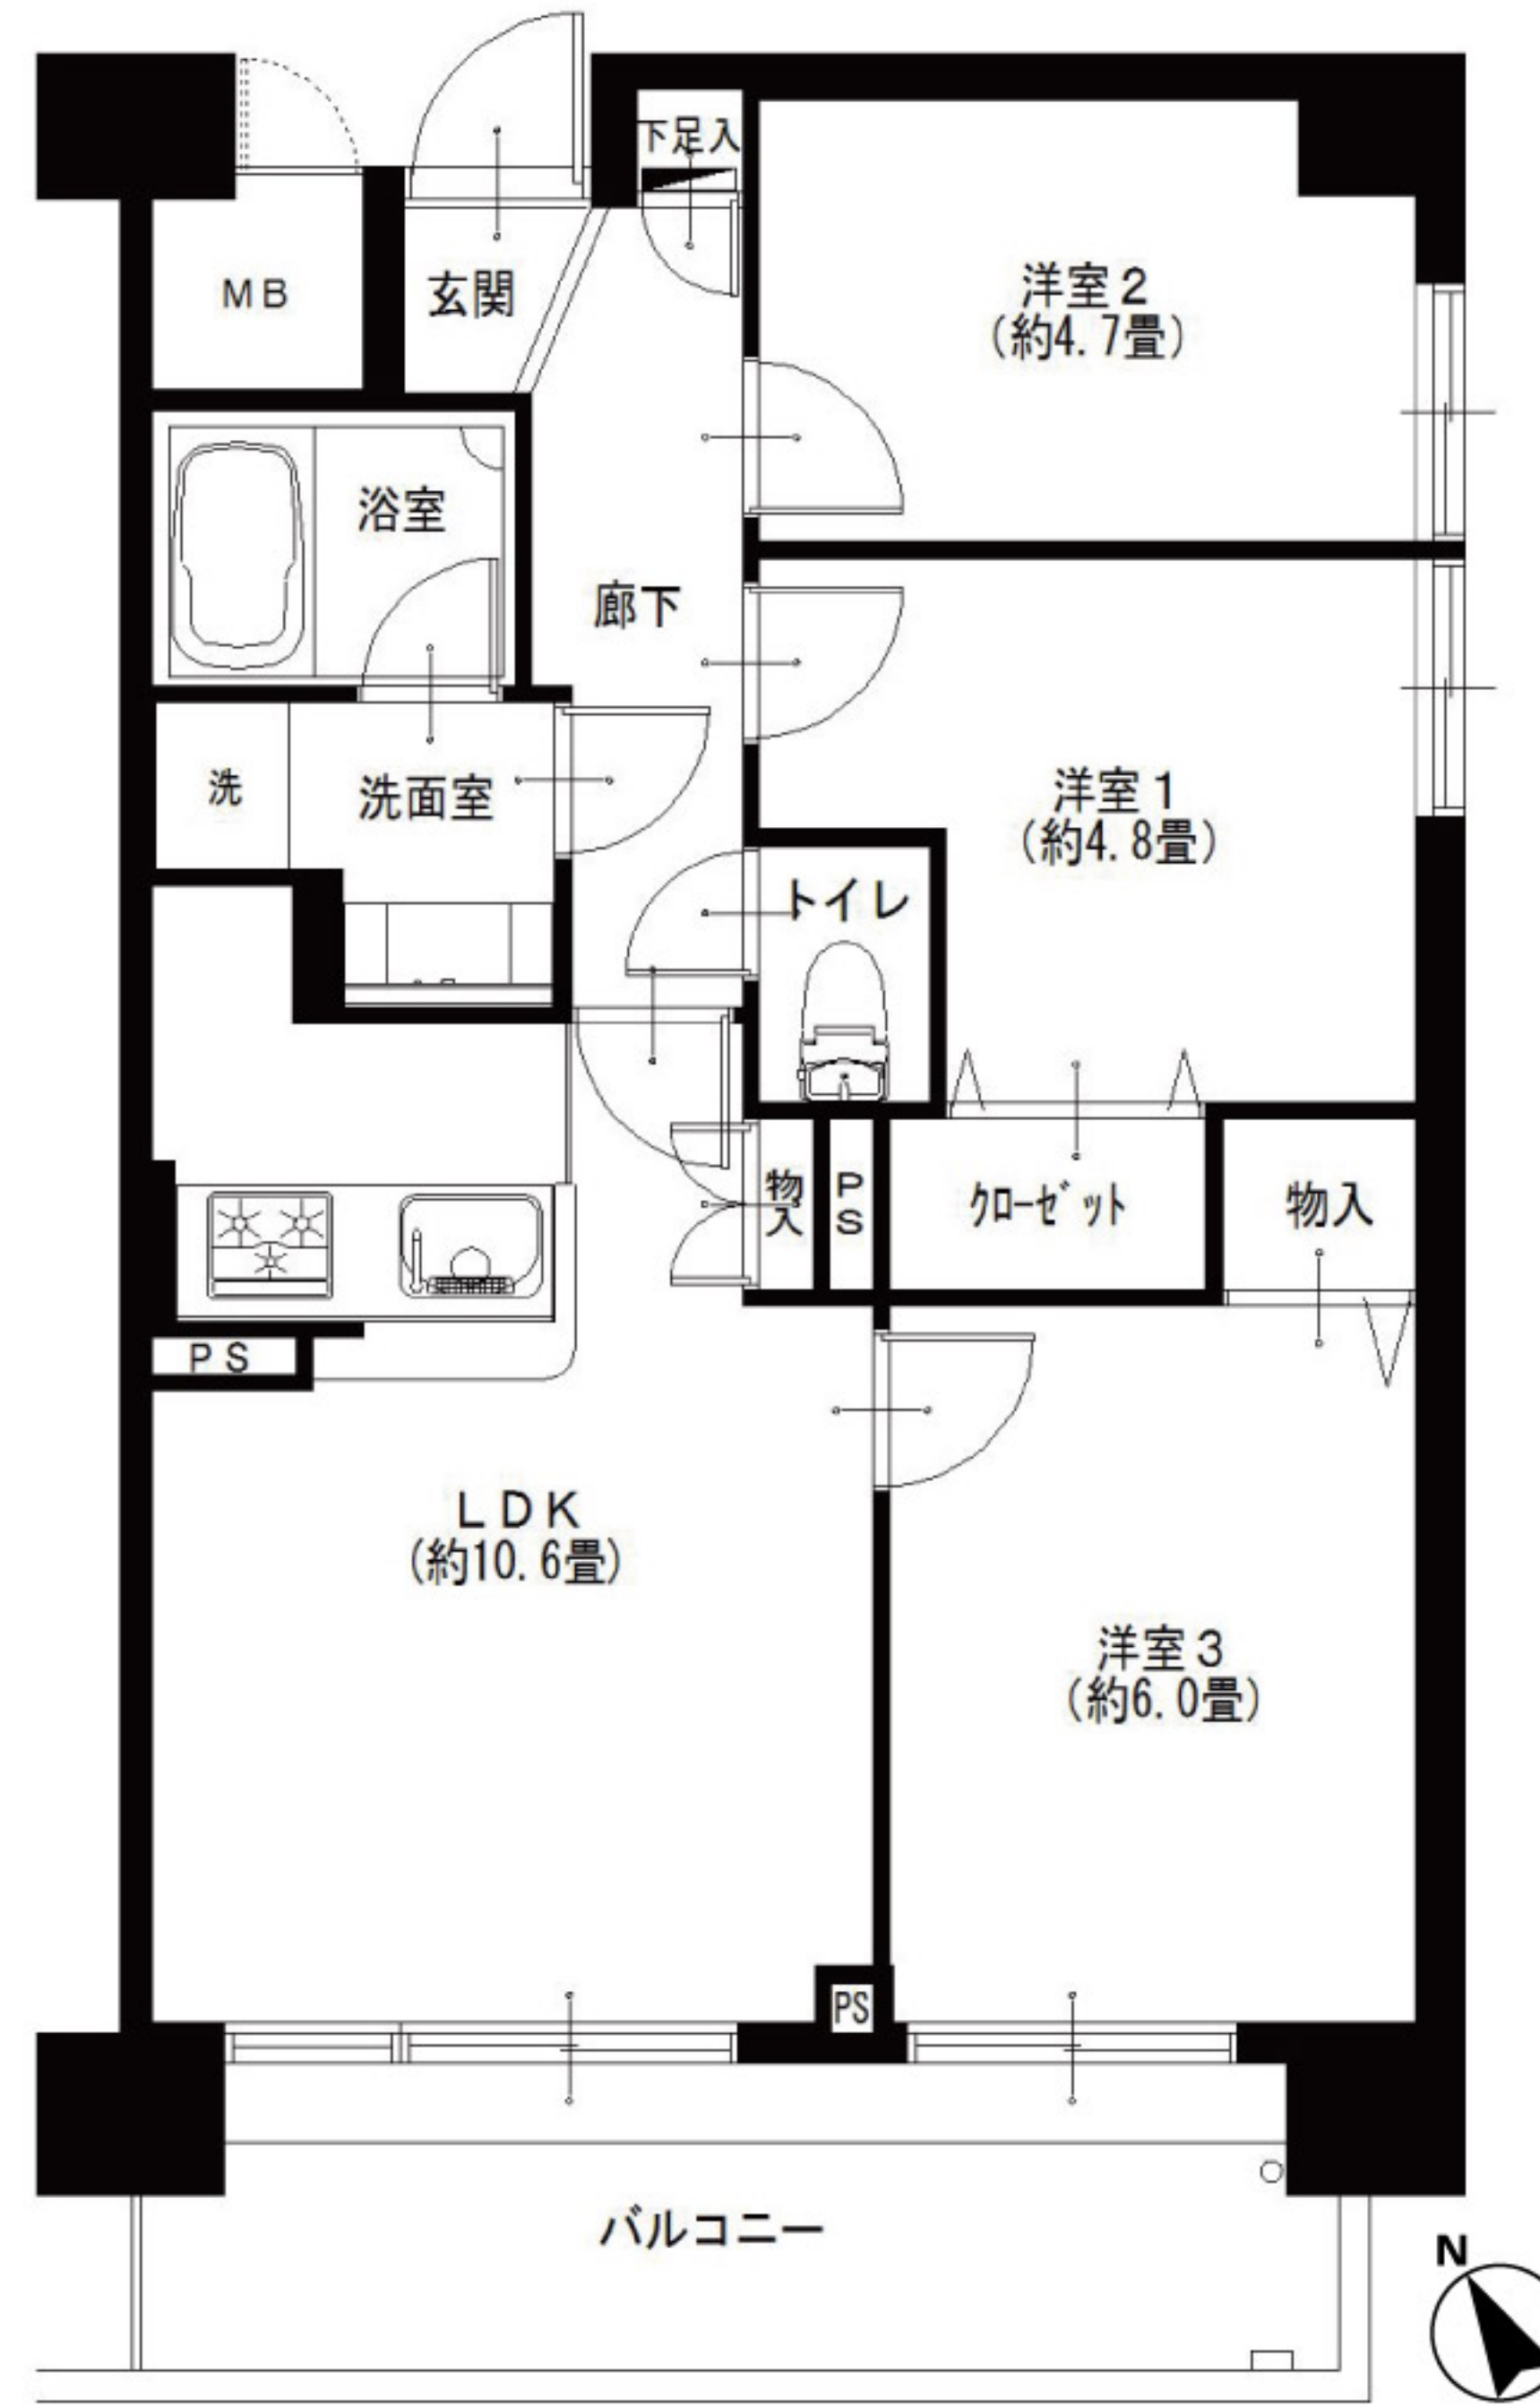 下足入
MB
玄関
洋室2
(約4.7畳)
浴室
廊下
洗
洗面室
洋室1
(約4.8畳)
トイレ
物入
PS
クローゼット
物入
PS
LDK
(約10.6畳)
洋室3
(約6.0畳)
PS
バルコニー
N